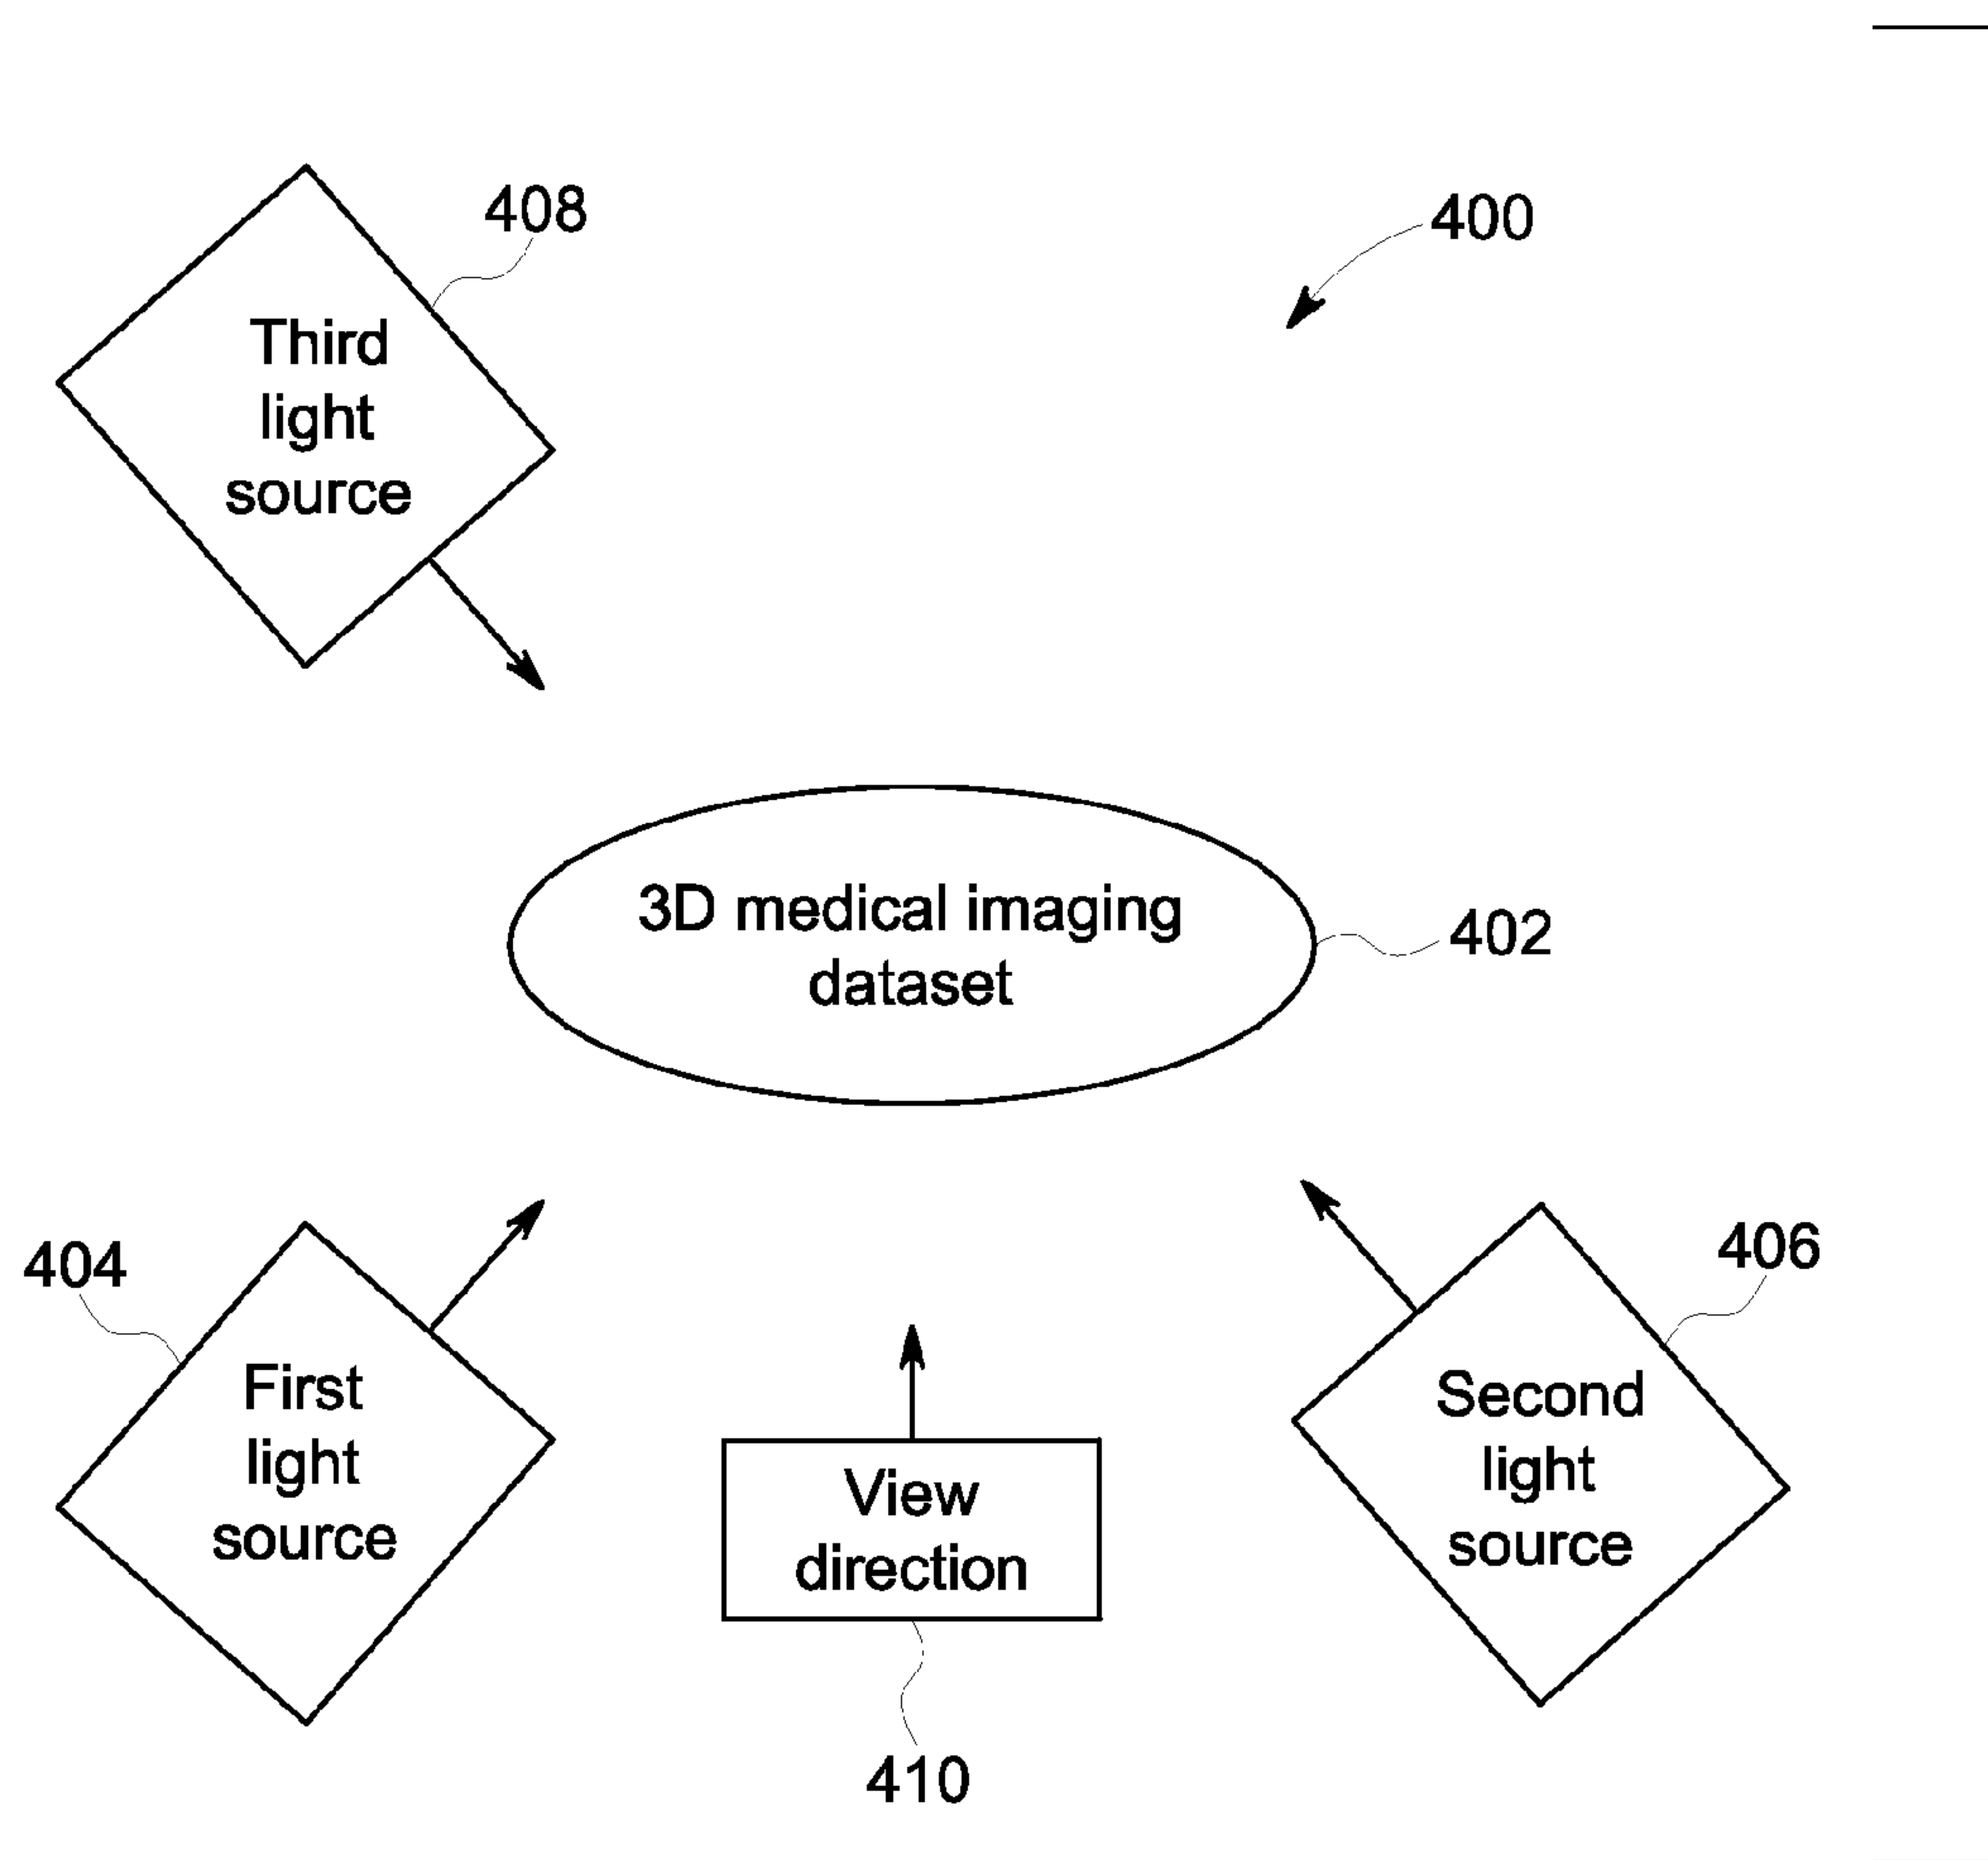 408
400
Third
light
source
3D medical imaging
dataset
402
404
406
First
light
source
View
direction
Second
light
source
410